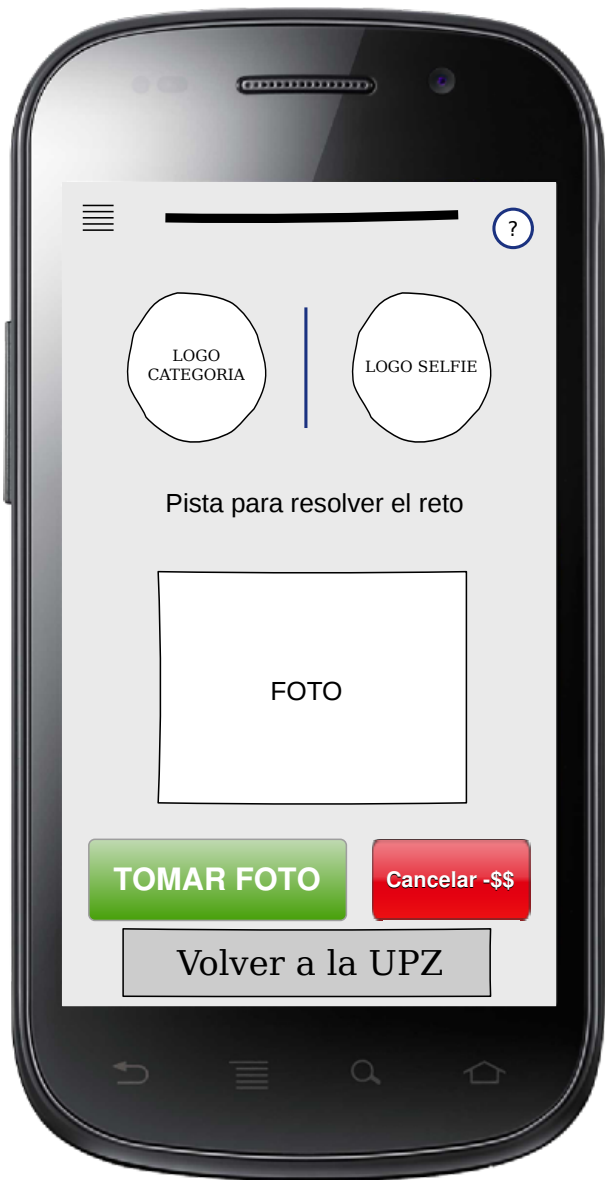 ?
LOGO
CATEGORIA
LOGO SELFIE
Pista para resolver el reto
FOTO
TOMAR FOTO
Cancelar -$$
Volver a la UPZ